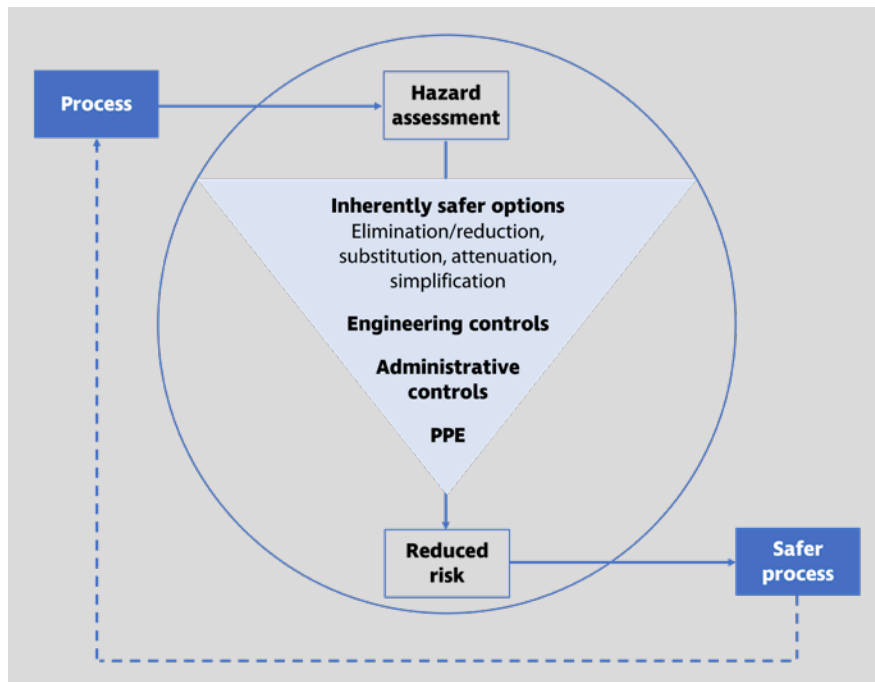 Process
Hazard
assessment
Inherently safer options
Elimination/reduction,
substitution, attenuation,
simplification
Engineering controls
Administrative
controls
PPE
Reduced
risk
Safer
process